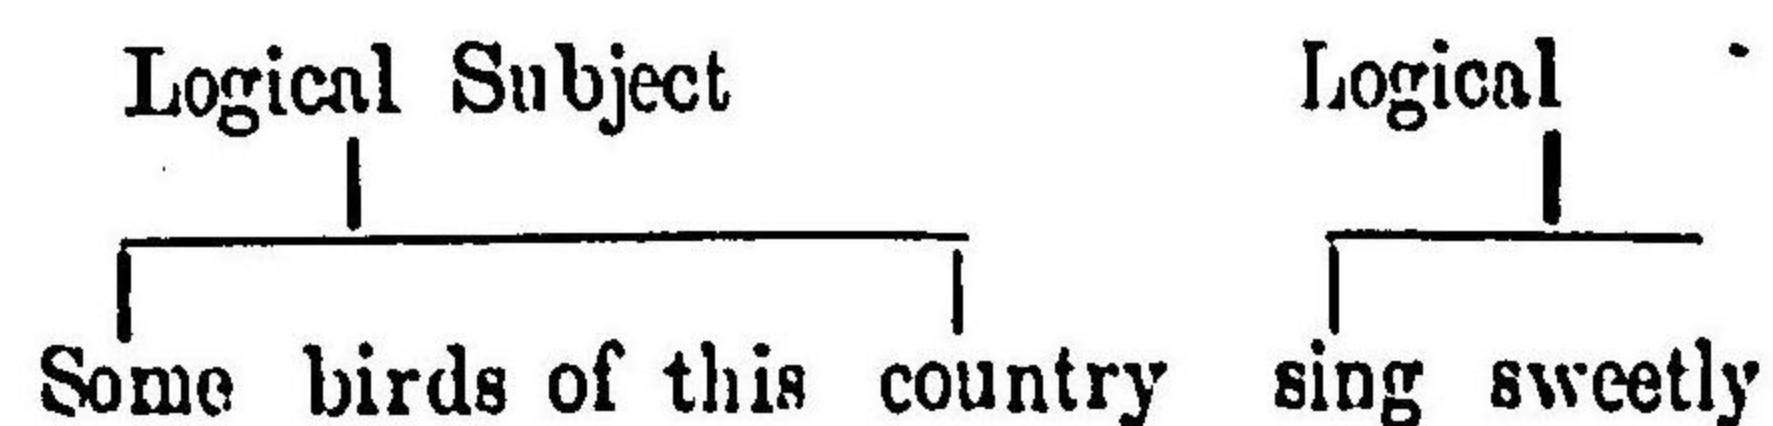 Logical Subject Logical
Some birds of this country sing sweetly